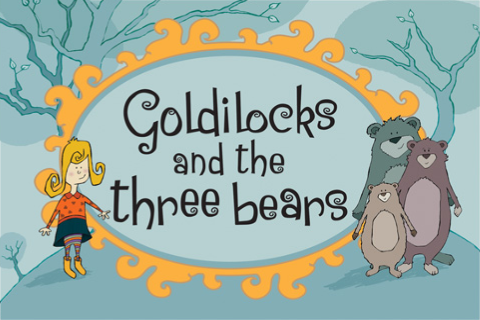 Goldilocks
and the
three bears